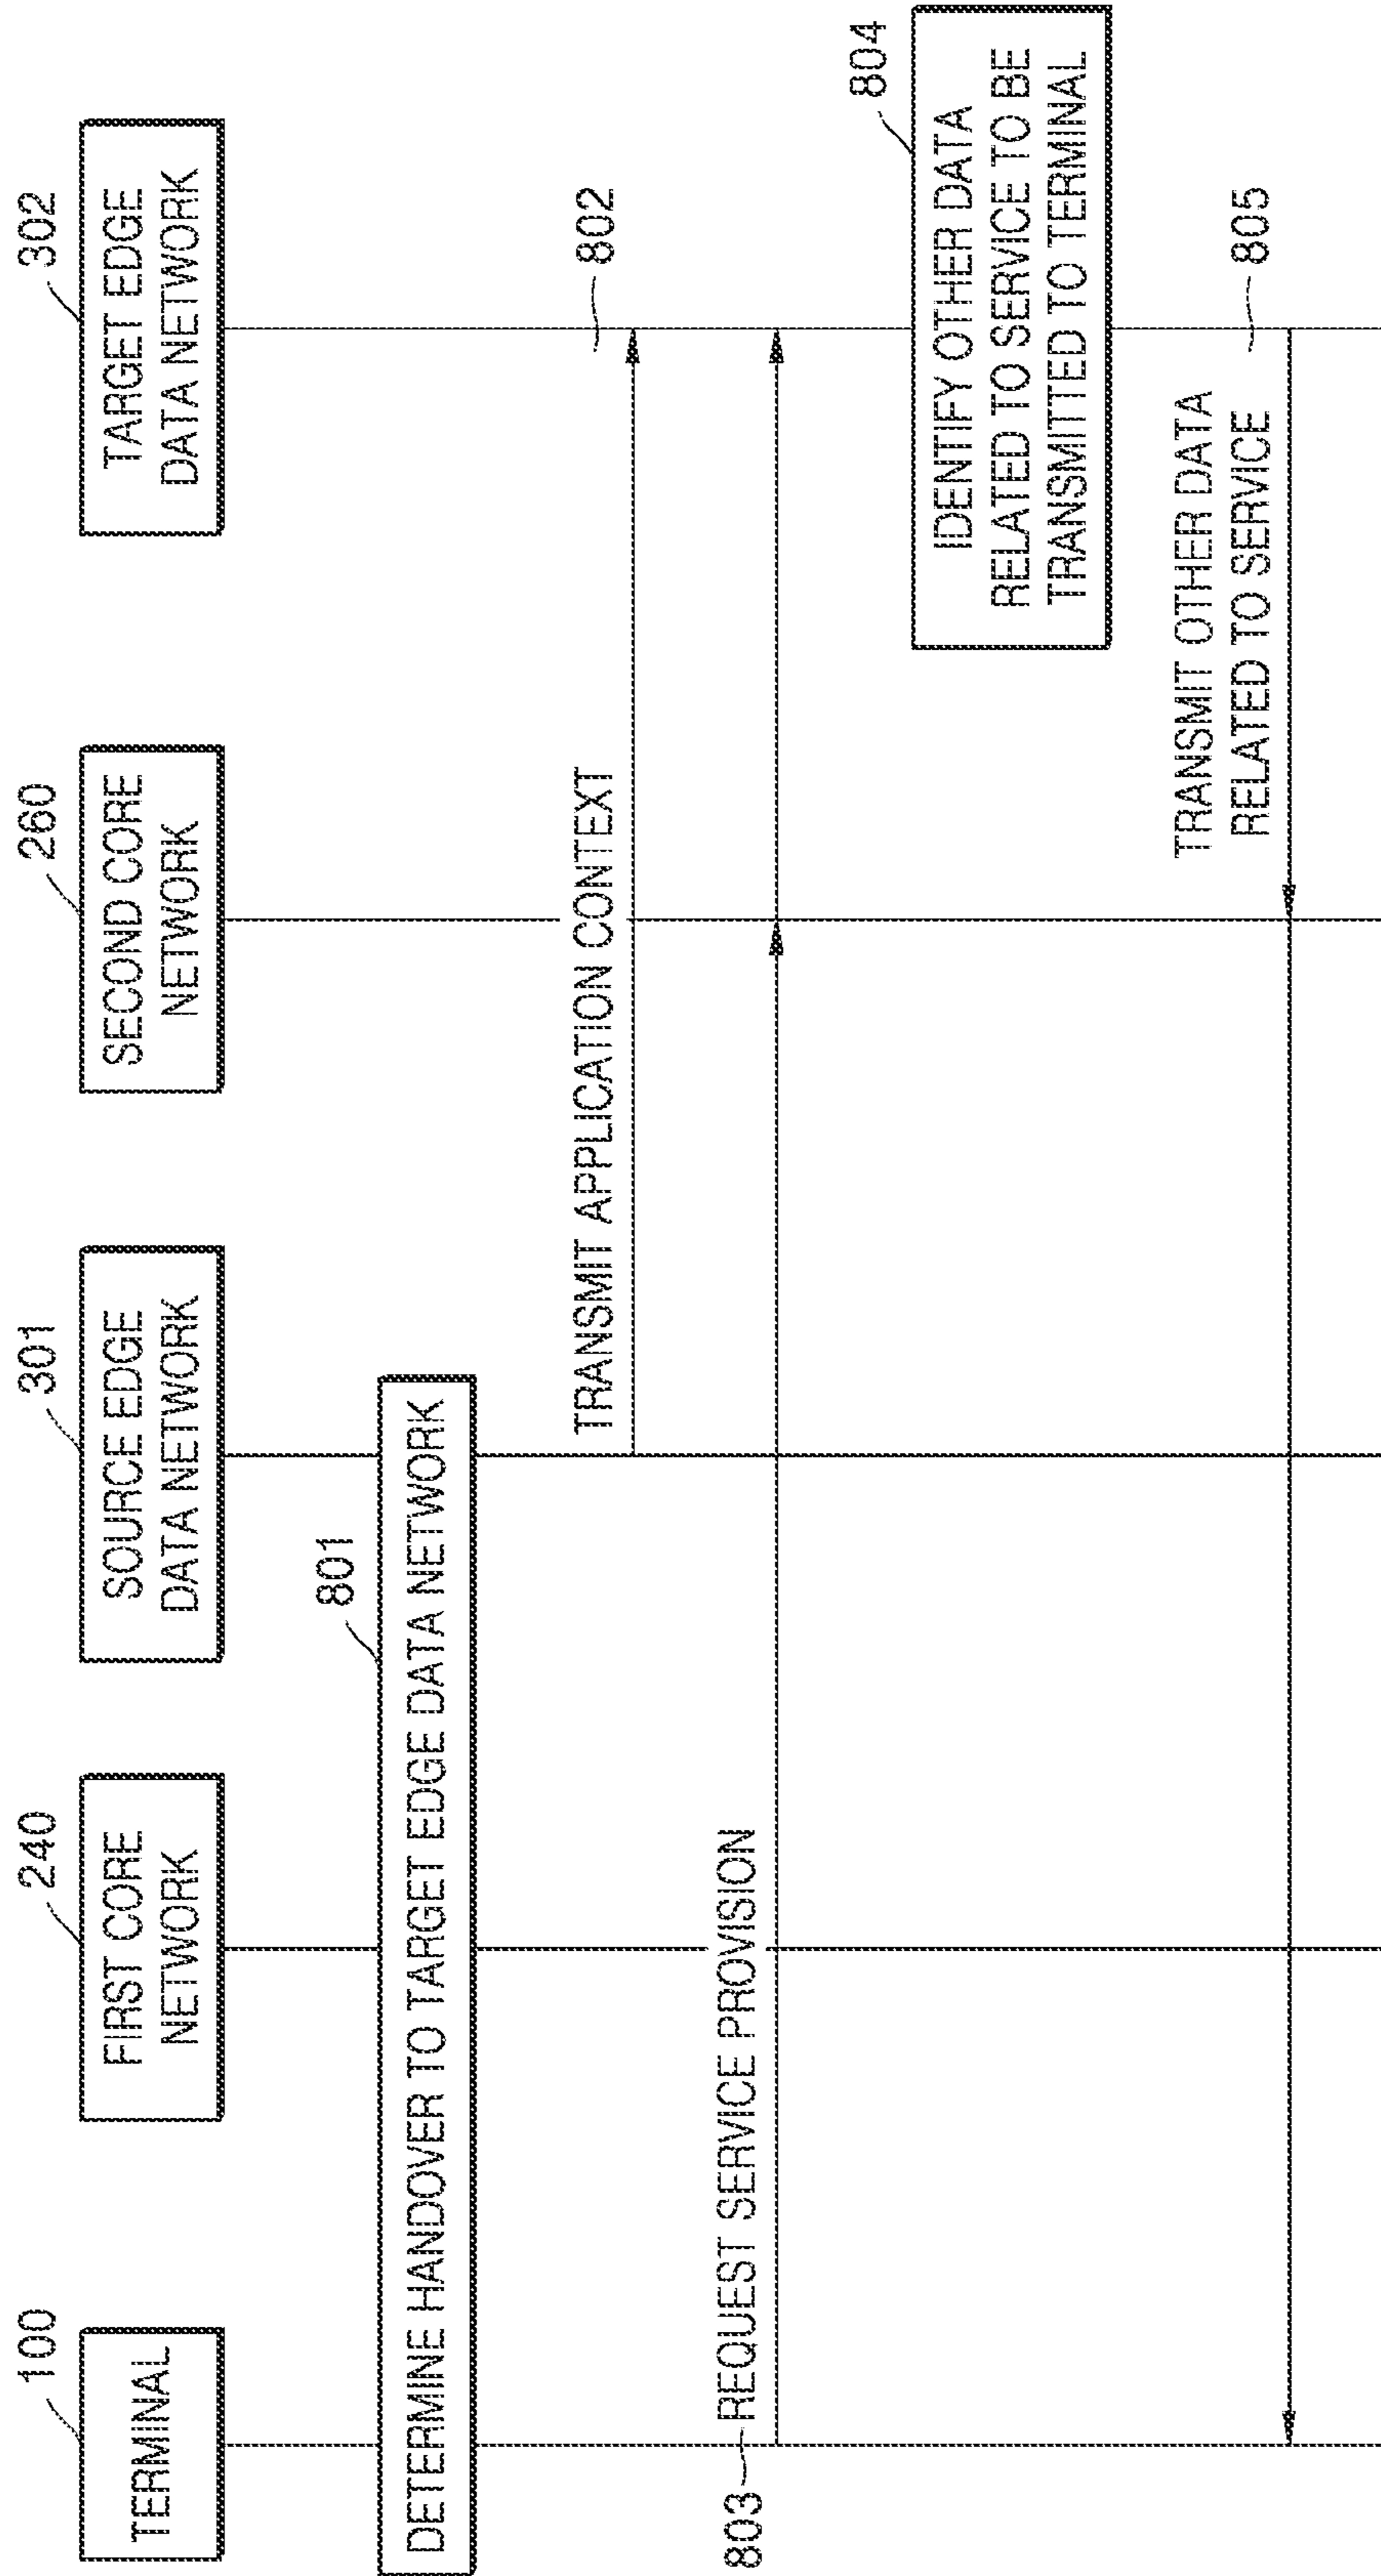 100
TERMINAL
240
FIRST CORE
NETWORK
301
SOURCE EDGE
DATA NETWORK
260
SECOND CORE
NETWORK
302
TARGET EDGE
DATA NETWORK
801
DETERMINE HANDOVER TO TARGET EDGE DATA NETWORK
TRANSMIT APPLICATION CONTEXT
802
803
REQUEST SERVICE PROVISION
804
IDENTIFY OTHER DATA
RELATED TO SERVICE TO BE
TRANSMITTED TO TERMINAL
TRANSMIT OTHER DATA
RELATED TO SERVICE
805